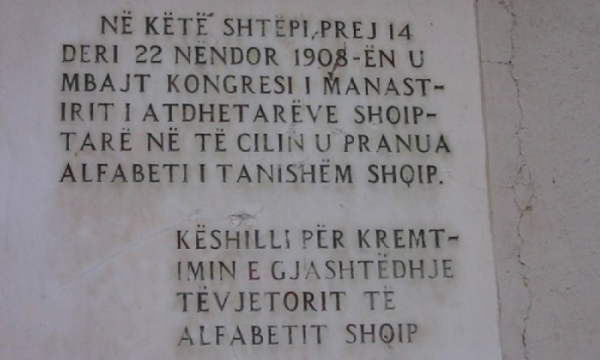 NË KËTË SHTËPI, PREJ 14
DERI 22 NËNDOR 1908-ËN U
MBAJT KONGRESI I MANAST-
IRIT I ATDHETARËVE SHQIP-
TARË NË TË CILIN U PRANUA
ALFABETI I TANISHËM SHQIP.
KËSHILLI PËR KREMT-
IMIN E GJASHTËDHJE
TËVJETORIT TË
ALFABETIT SHQIP